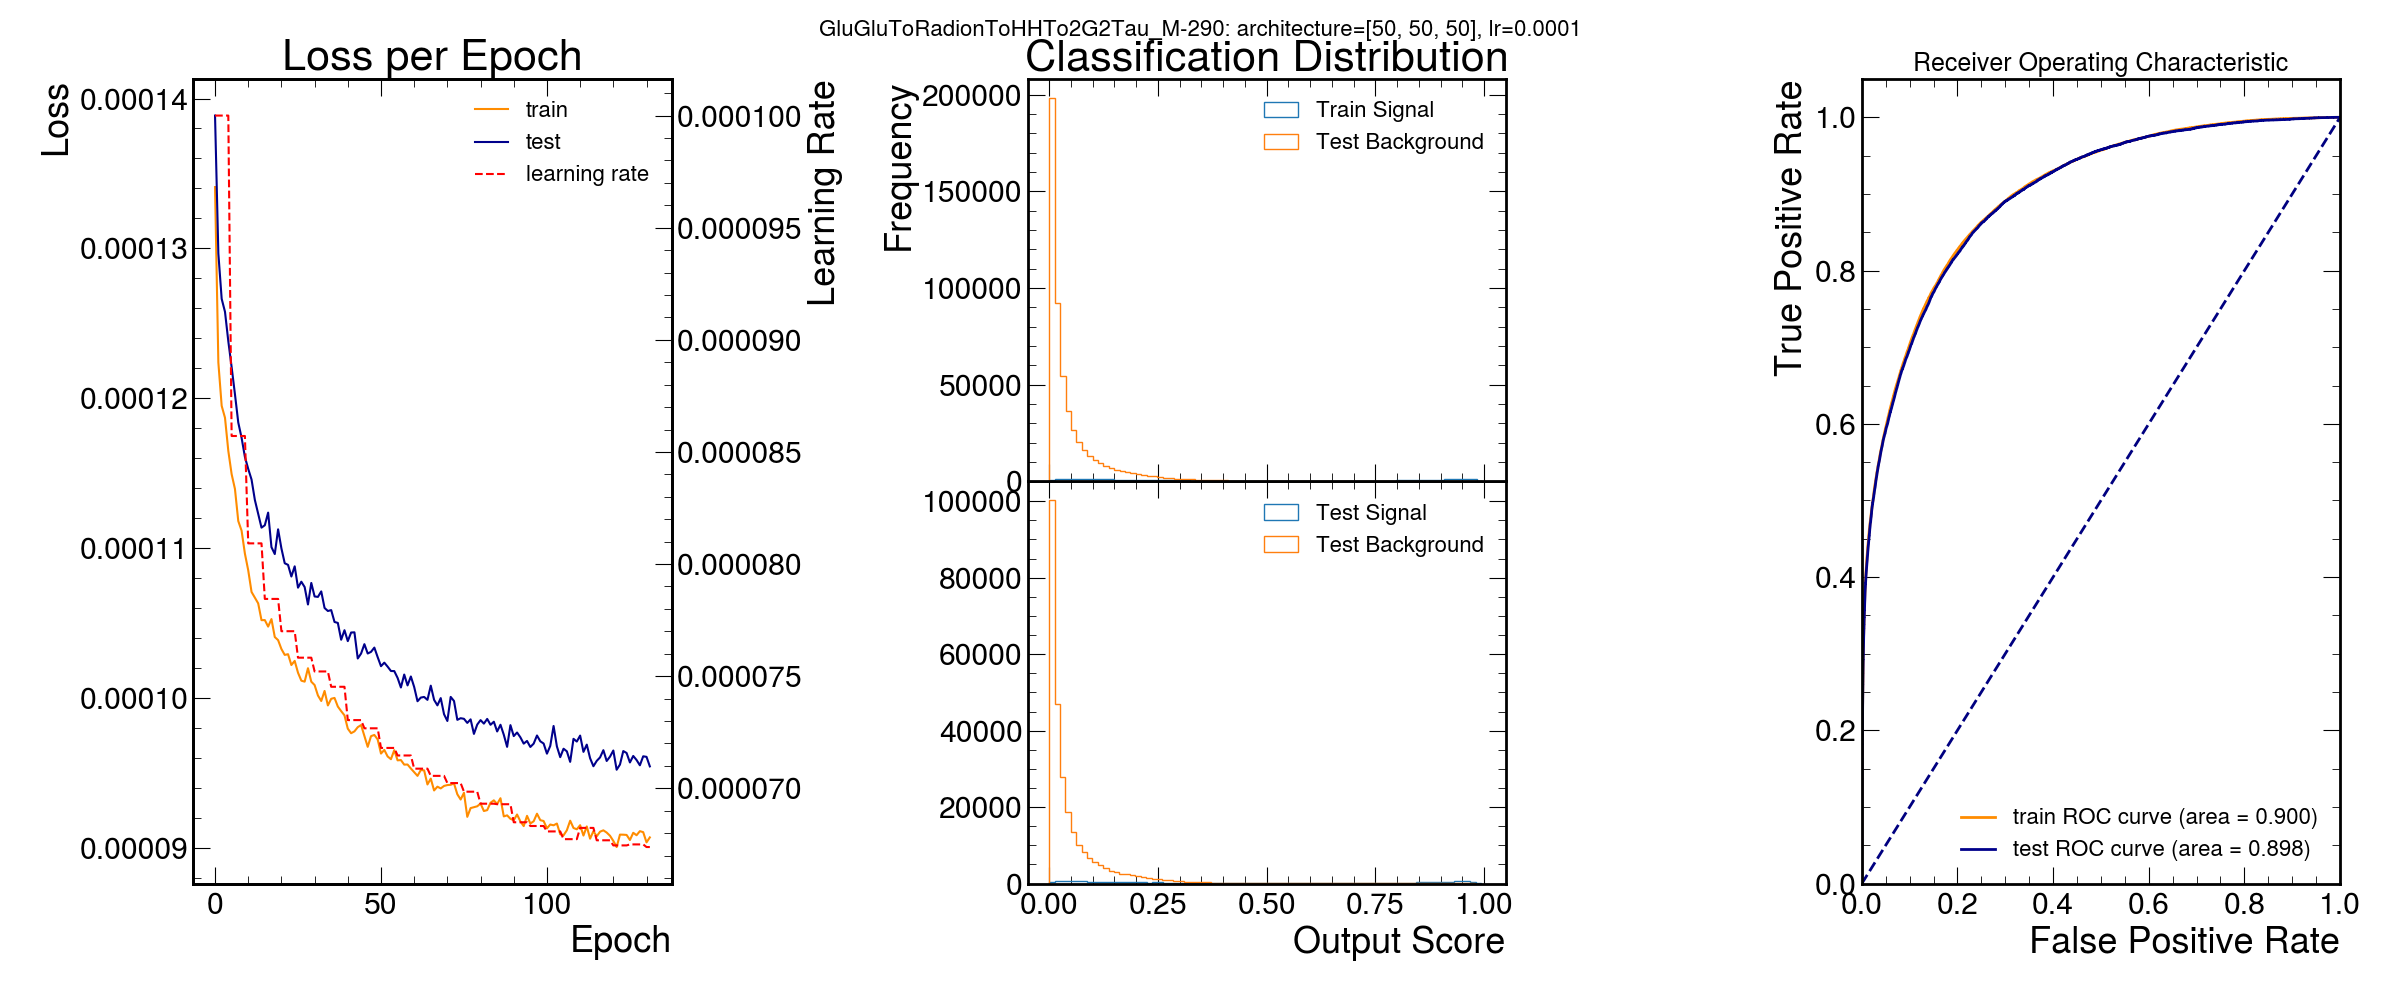 GluGluToRadionToHHTo2G2Tau_M-290: architecture=[50, 50, 50], lr=0.0001
Loss per Epoch
Loss
0.00014
0.00013
0.00012
0.00011
0.00010
0.00009
train
test
learning rate
0.000100
0.000095
0.000090
0.000085
0.000080
0.000075
0.000070
Learning Rate
0 50 100
Epoch
Classification Distribution
Frequency
200000
150000
100000
50000
0
Train Signal
Test Background
100000
80000
60000
40000
20000
0
Test Signal
Test Background
0.00 0.25 0.50 0.75 1.00
Output Score
Receiver Operating Characteristic
True Positive Rate
1.0
0.8
0.6
0.4
0.2
0.0
train ROC curve (area = 0.900)
test ROC curve (area = 0.898)
0.0 0.2 0.4 0.6 0.8 1.0
False Positive Rate